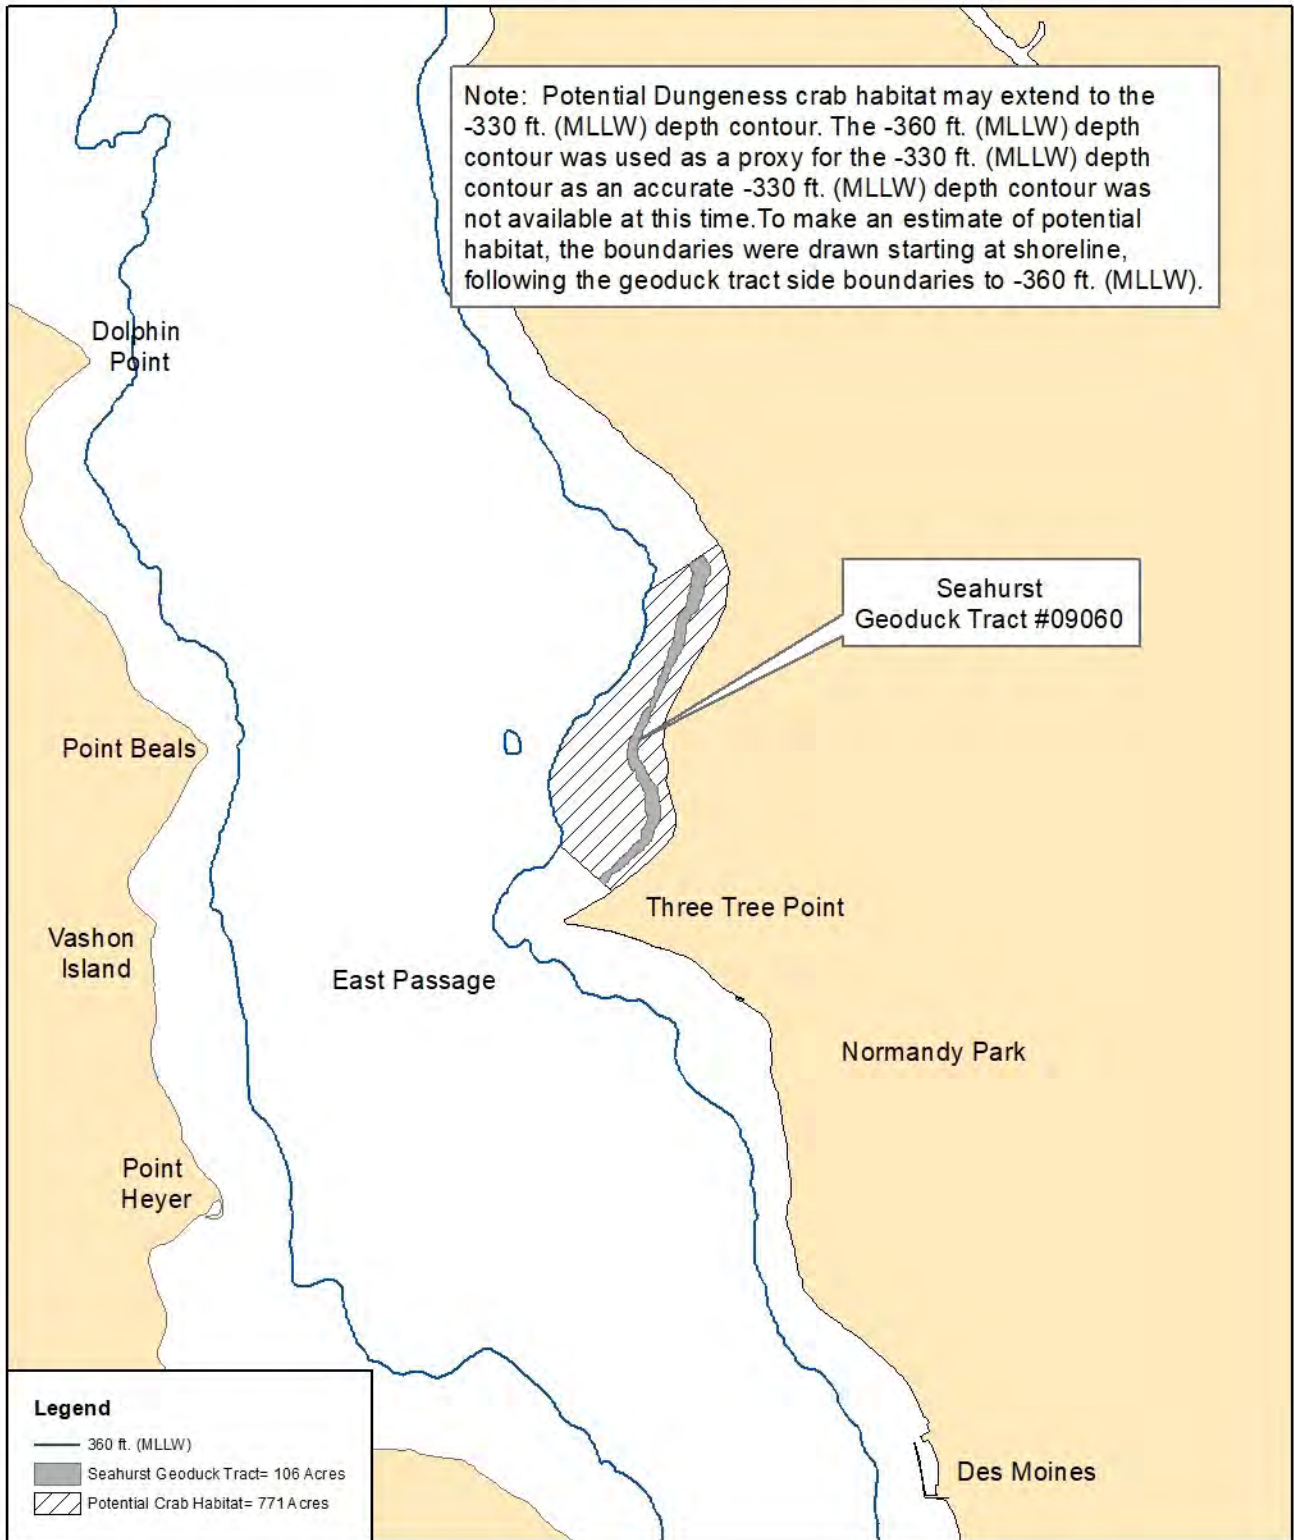 Note: Potential Dungeness crab habitat may extend to the
-330 ft. (MLLW) depth contour. The -360 ft. (MLLW) depth
contour was used as a proxy for the -330 ft. (MLLW) depth
contour as an accurate -330 ft. (MLLW) depth contour was
not available at this time.To make an estimate of potential
habitat, the boundaries were drawn starting at shoreline,
following the geoduck tract side boundaries to -360 ft. (MLLW).
Dolphin
Point
Seahurst
Geoduck Tract #09060
Point Beals
Three Tree Point
Vashon
Island
East Passage
Normandy Park
Point
Heyer
Des Moines
Legend
360 ft. (MLLW)
Seahurst Geoduck Tract= 106 Acres
Potential Crab Habitat= 771 Acres